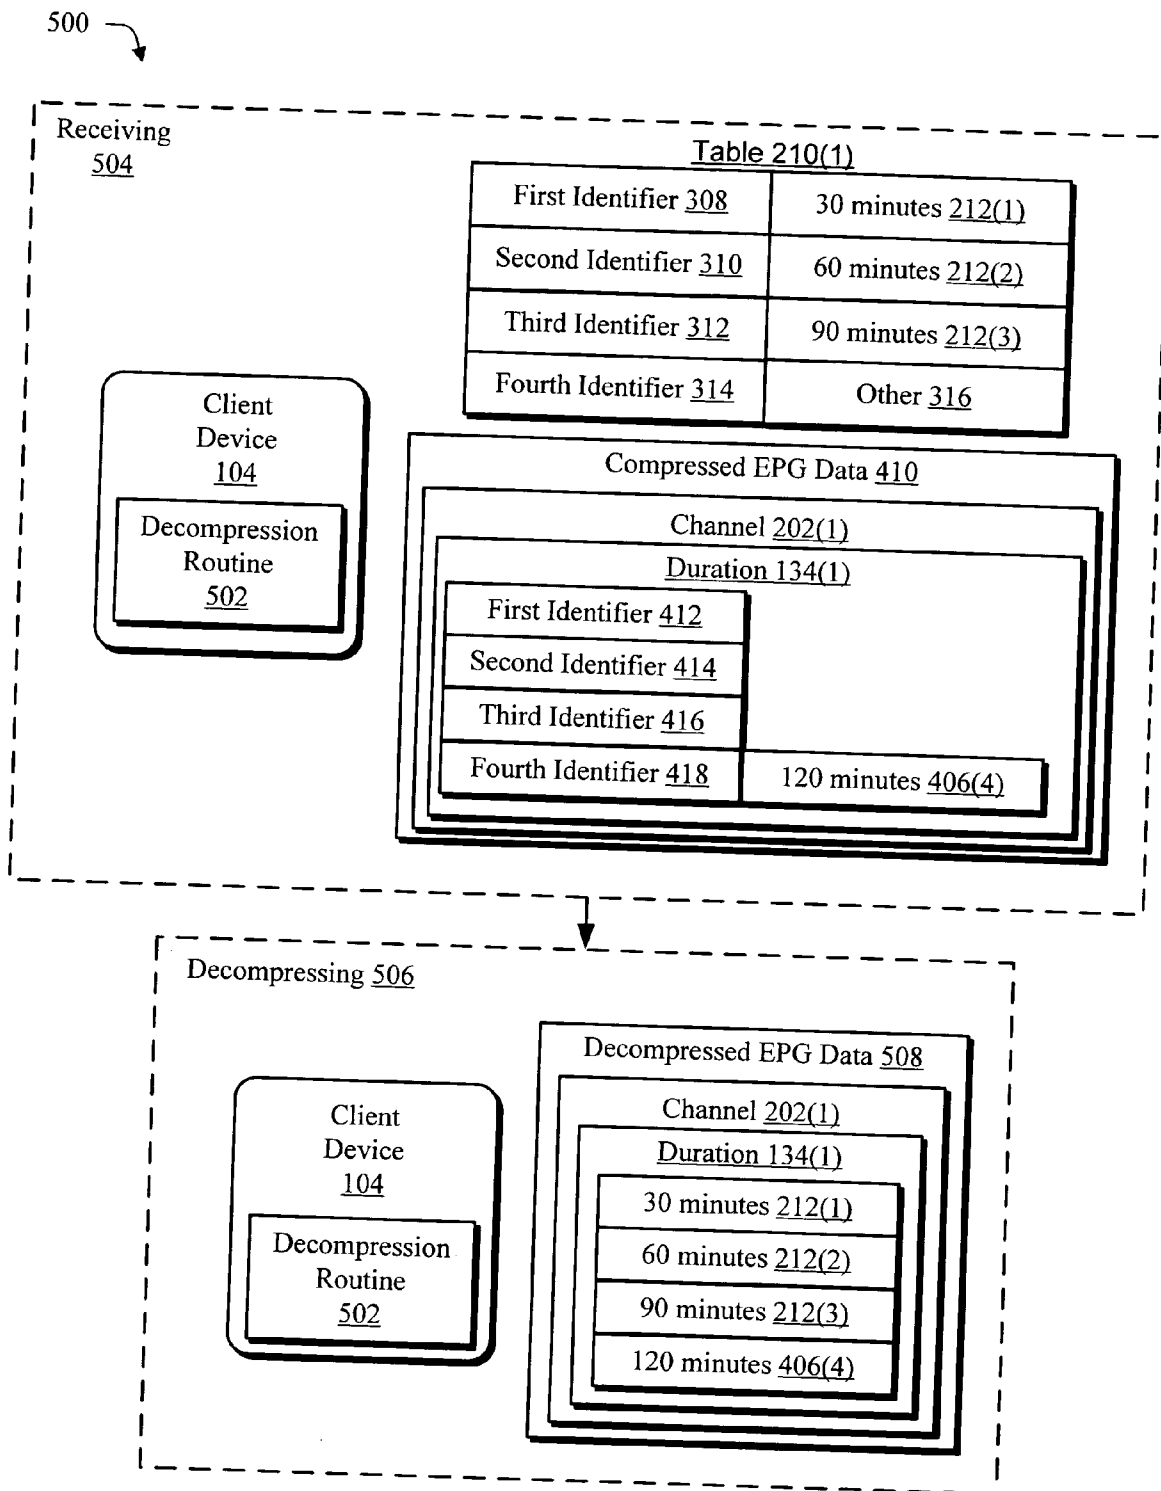 500
Receiving
504
Table 210(1)
First Identifier 308
30 minutes 212(1)
Second Identifier 310
60 minutes 212(2)
Third Identifier 312
90 minutes 212(3)
Fourth Identifier 314
Other 316
Client
Device
104
Decompression
Routine
502
Compressed EPG Data 410
Channel 202(1)
Duration 134(1)
First Identifier 412
Second Identifier 414
Third Identifier 416
Fourth Identifier 418
120 minutes 406(4)
Decompressing 506
Client
Device
104
Decompression
Routine
502
Decompressed EPG Data 508
Channel 202(1)
Duration 134(1)
30 minutes 212(1)
60 minutes 212(2)
90 minutes 212(3)
120 minutes 406(4)